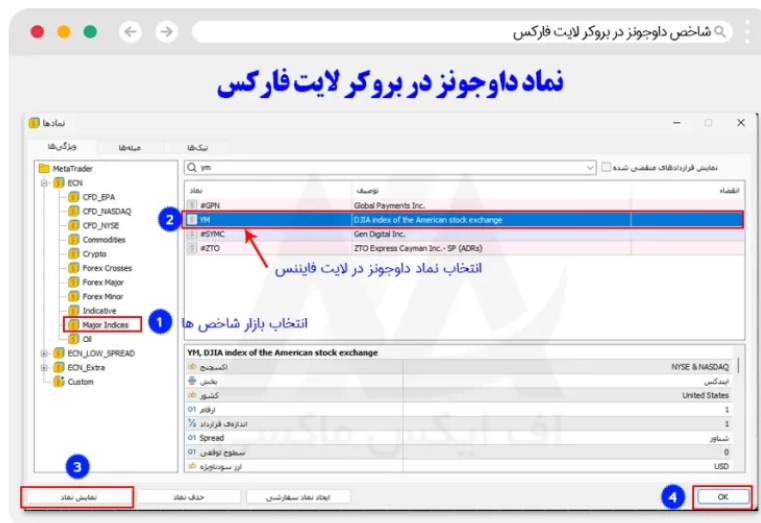 شاخص داوجونز در بروکر لایت فارکس
نماد داوجونز در بروکر لایت فارکس
نمادها
ویژگی‌ها
میله‌ها
تیک‌ها
MetaTrader
ECN
CFD_EPA
CFD_NASDAQ
CFD_NYSE
Commodities
Crypto
Forex Crosses
Forex Major
Forex Minor
Indicative
Major Indices
Oil
ECN_LOW_SPREAD
ECN_Extra
Custom
1
انتخاب بازار شاخص ها
ym
نمایش قراردادهای منقضی شده
نماد توصیف انقضاء
#GPN Global Payments Inc.
2
YM DJIA index of the American stock exchange
#SYMC Gen Digital Inc.
#ZTO ZTO Express Cayman Inc.- SP (ADRs)
انتخاب نماد داوجونز در لایت فایننس
YM, DJIA index of the American stock exchange
اکسچنج NYSE & NASDAQ
بخش ایندکس
کشور United States
ارقام 1
اندازه‌ی قرارداد 1
Spread شناور
سطوح توقفی 0
ارز سودداویژه USD
اف ایکس ماکسی
3
نمایش نماد
حذف نماد
ایجاد نماد سفارشی
4
OK